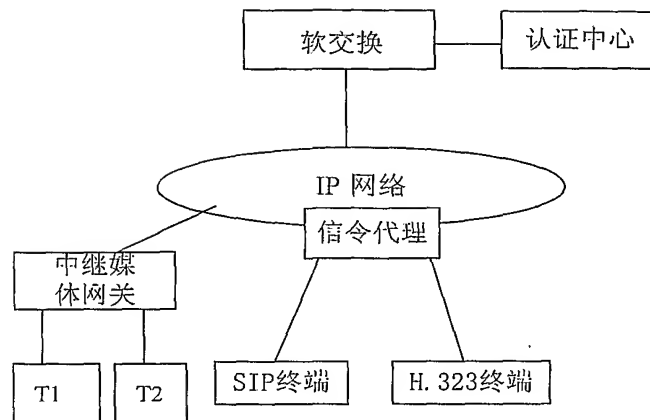 软交换
认证中心
IP 网络
信令代理
中继媒
体网关
T1
T2
SIP终端
H.323终端